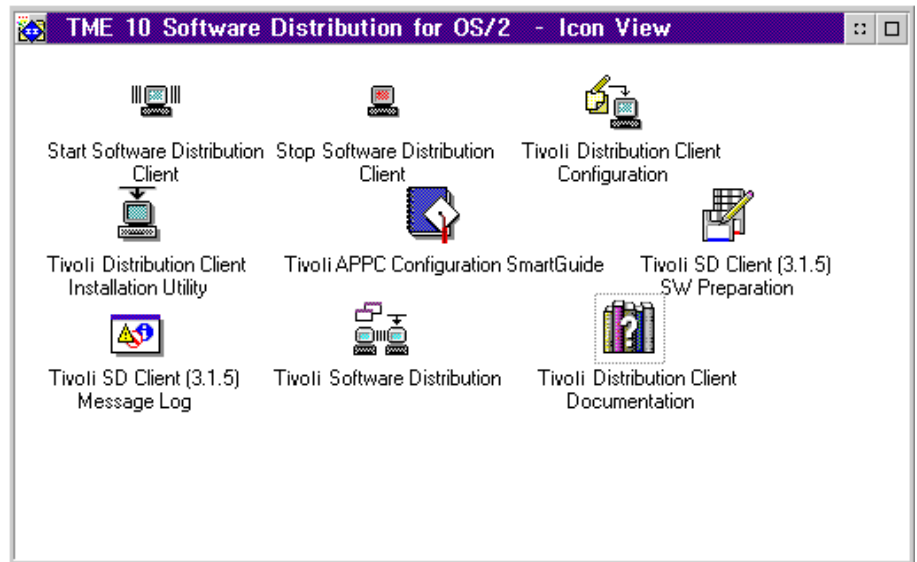 TME 10 Software Distribution for OS/2 - Icon View
Start Software Distribution
Client
Stop Software Distribution
Client
Tivoli Distribution Client
Configuration
Tivoli Distribution Client
Installation Utility
Tivoli APPC Configuration SmartGuide
Tivoli SD Client (3.1.5)
SW Preparation
Tivoli SD Client (3.1.5)
Message Log
Tivoli Software Distribution
Tivoli Distribution Client
Documentation